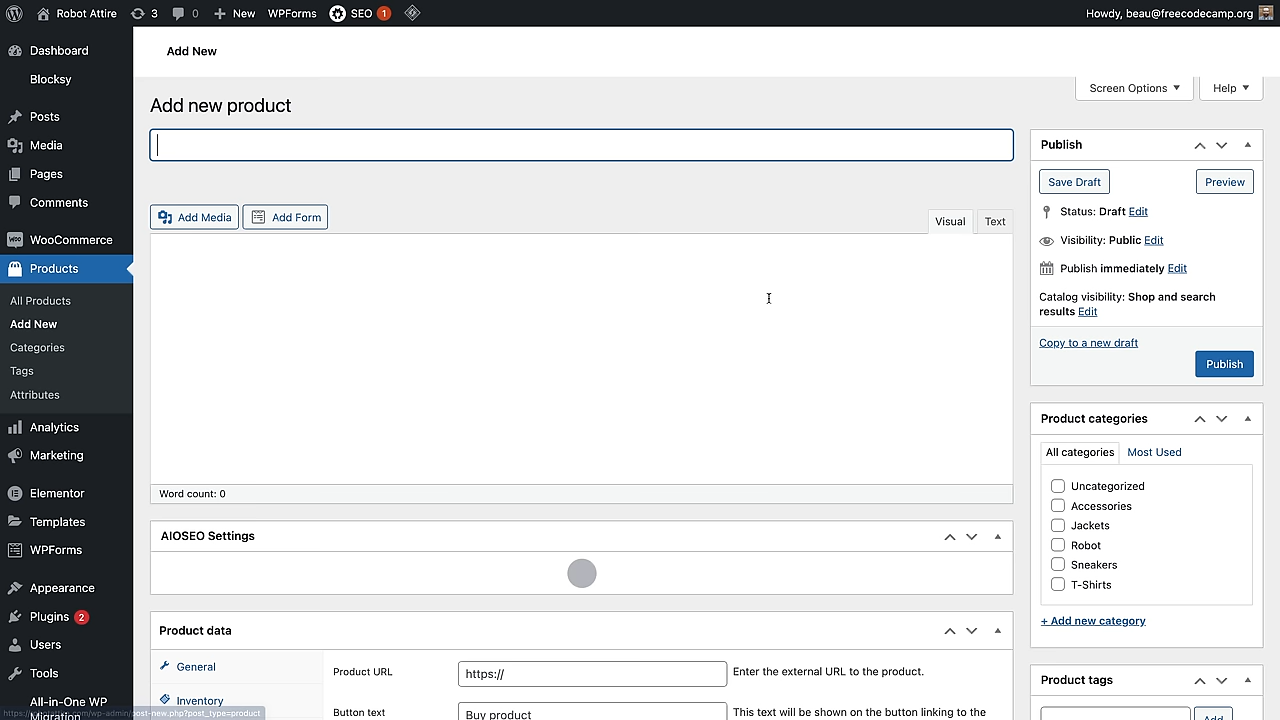 Robot Attire 3 0 New WPForms SEO 1 Howdy, beau@freecodecamp.org
Dashboard
Blocksy
Posts
Media
Pages
Comments
WooCommerce
Products
All Products
Add New
Categories
Tags
Attributes
Analytics
Marketing
Elementor
Templates
WPForms
Appearance
Plugins 2
Users
Tools
All-in-One WP
Migration
Add New
Screen Options Help
Add new product
Add Media Add Form Visual Text
Word count: 0
AIOSEO Settings
Product data
General
Inventory
Product URL https:// Enter the external URL to the product.
Button text Buy product This text will be shown on the button linking to the
Publish
Save Draft Preview
Status: Draft Edit
Visibility: Public Edit
Publish immediately Edit
Catalog visibility: Shop and search
results Edit
Copy to a new draft
Publish
Product categories
All categories Most Used
Uncategorized
Accessories
Jackets
Robot
Sneakers
T-Shirts
+ Add new category
Product tags
Add